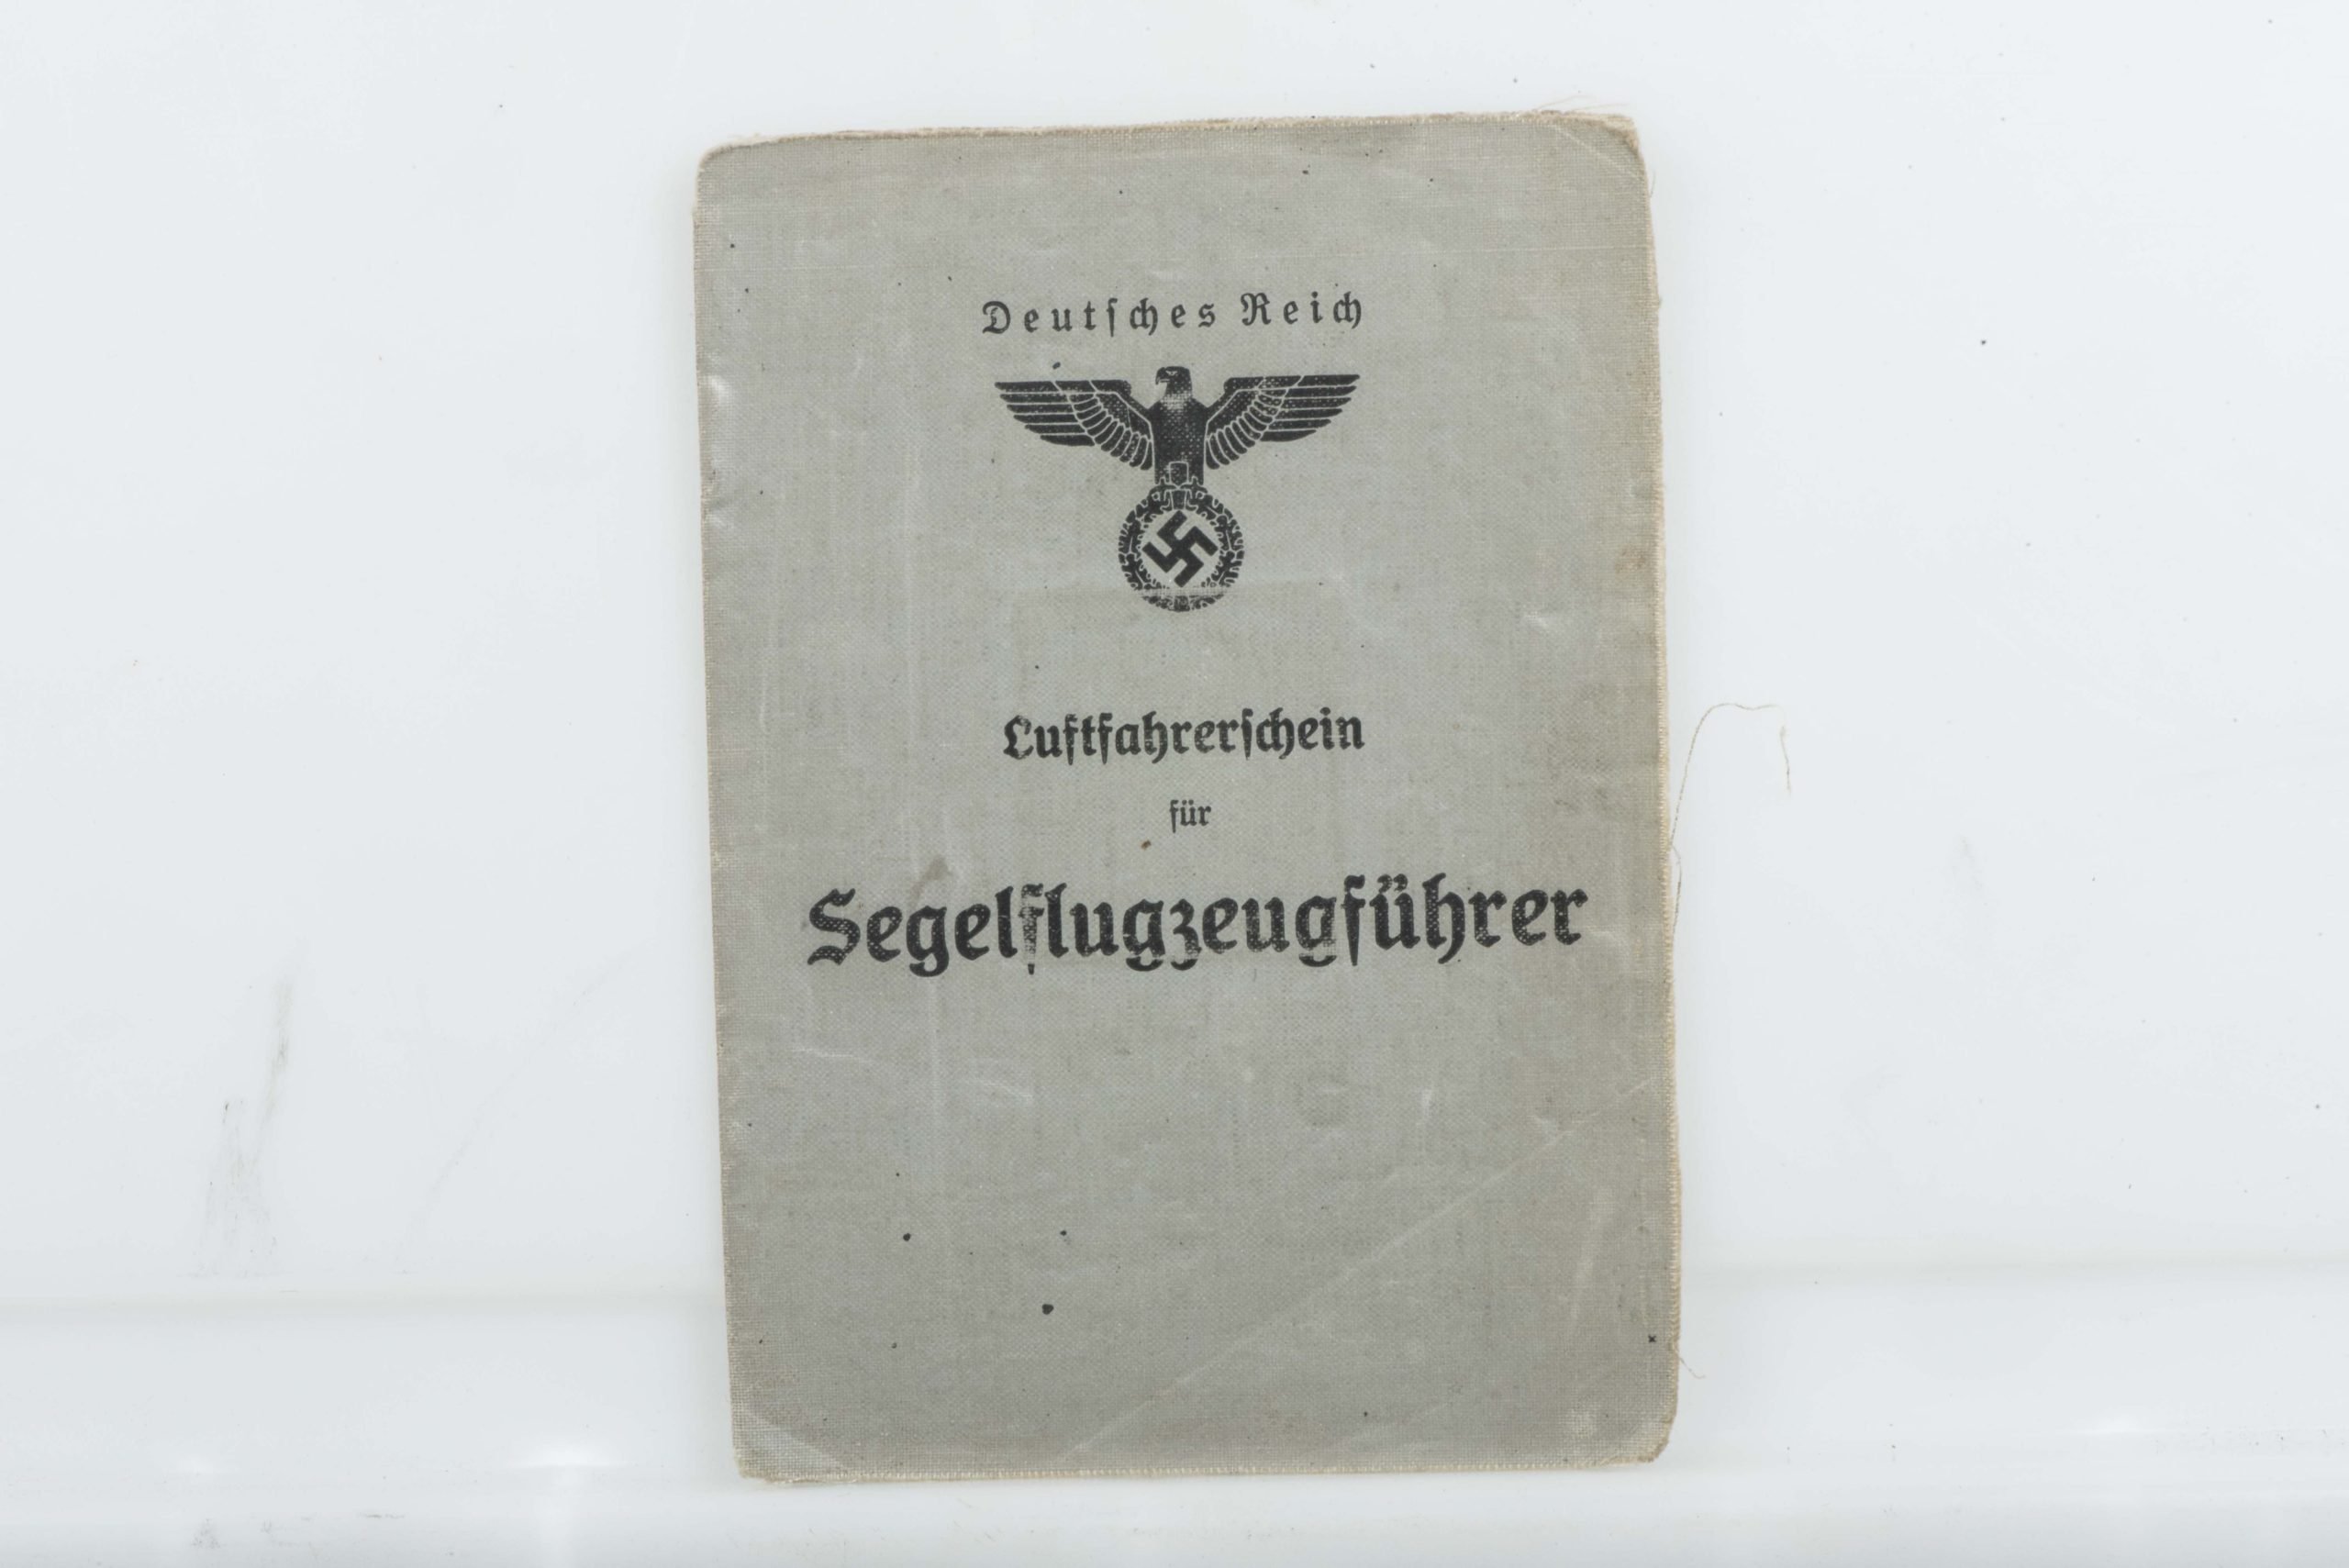 Deutſches Reich
Luftfahrerſchein
für
Segelflugzeugführer